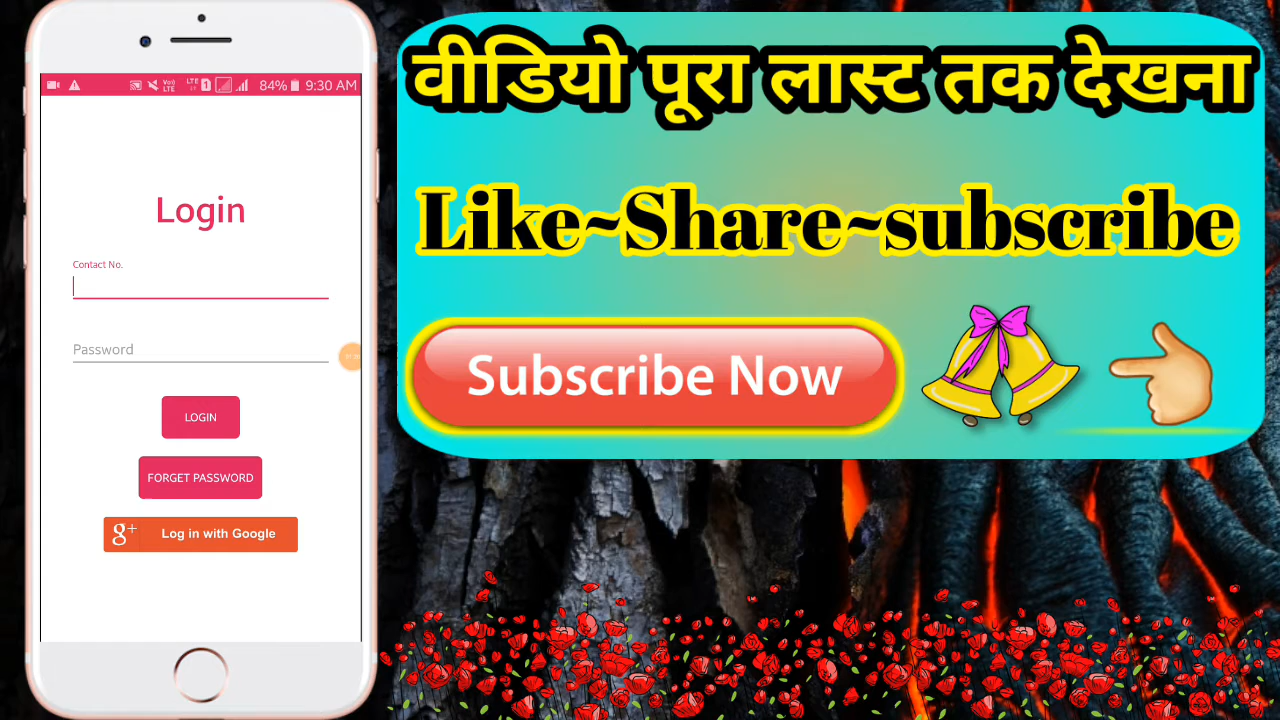 84% 9:30 AM
Login
Contact No.
Password
LOGIN
FORGET PASSWORD
g+ Log in with Google
वीडियो पूरा लास्ट तक देखना
Like~Share~subscribe
Subscribe Now